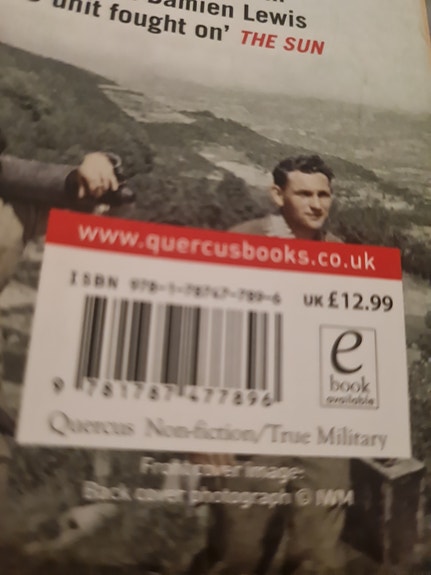 Damien Lewis
unit fought on' THE SUN
www.quercusbooks.co.uk
ISBN 978-1-78747-789-6
UK £12.99
9 781787 477896
e
book
available
Quercus Non-fiction/True Military
Front cover image:
Back cover photograph © IWM